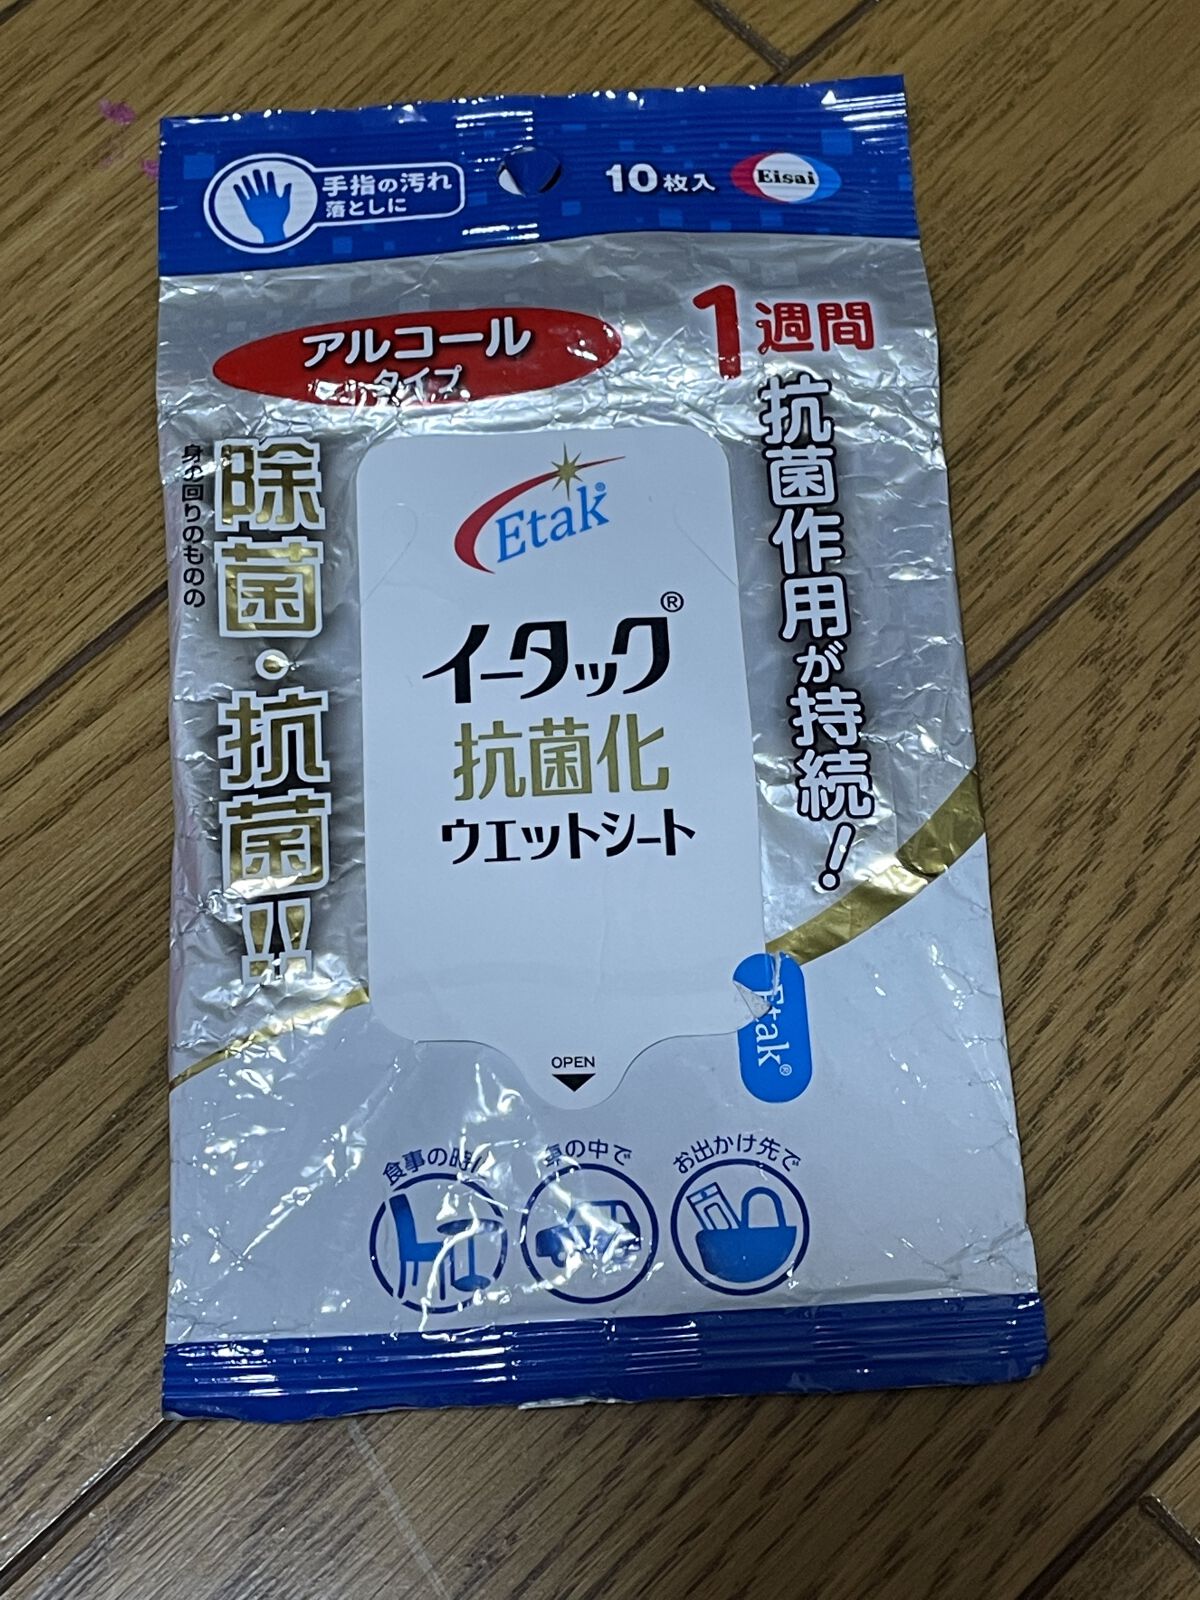 手指の汚れ
落としに
10枚入
Eisai
アルコール
タイプ
1週間
抗菌作用が持続!
身の回りのものの
除菌・抗菌!!
Etak®
イータック®
抗菌化
ウエットシート
Etak®
OPEN
食事の時に
車の中で
お出かけ先で